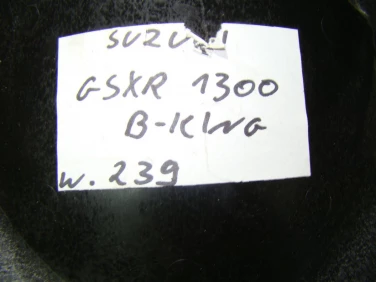 SUZUKI
GSXR 1300
B-KING
w. 239